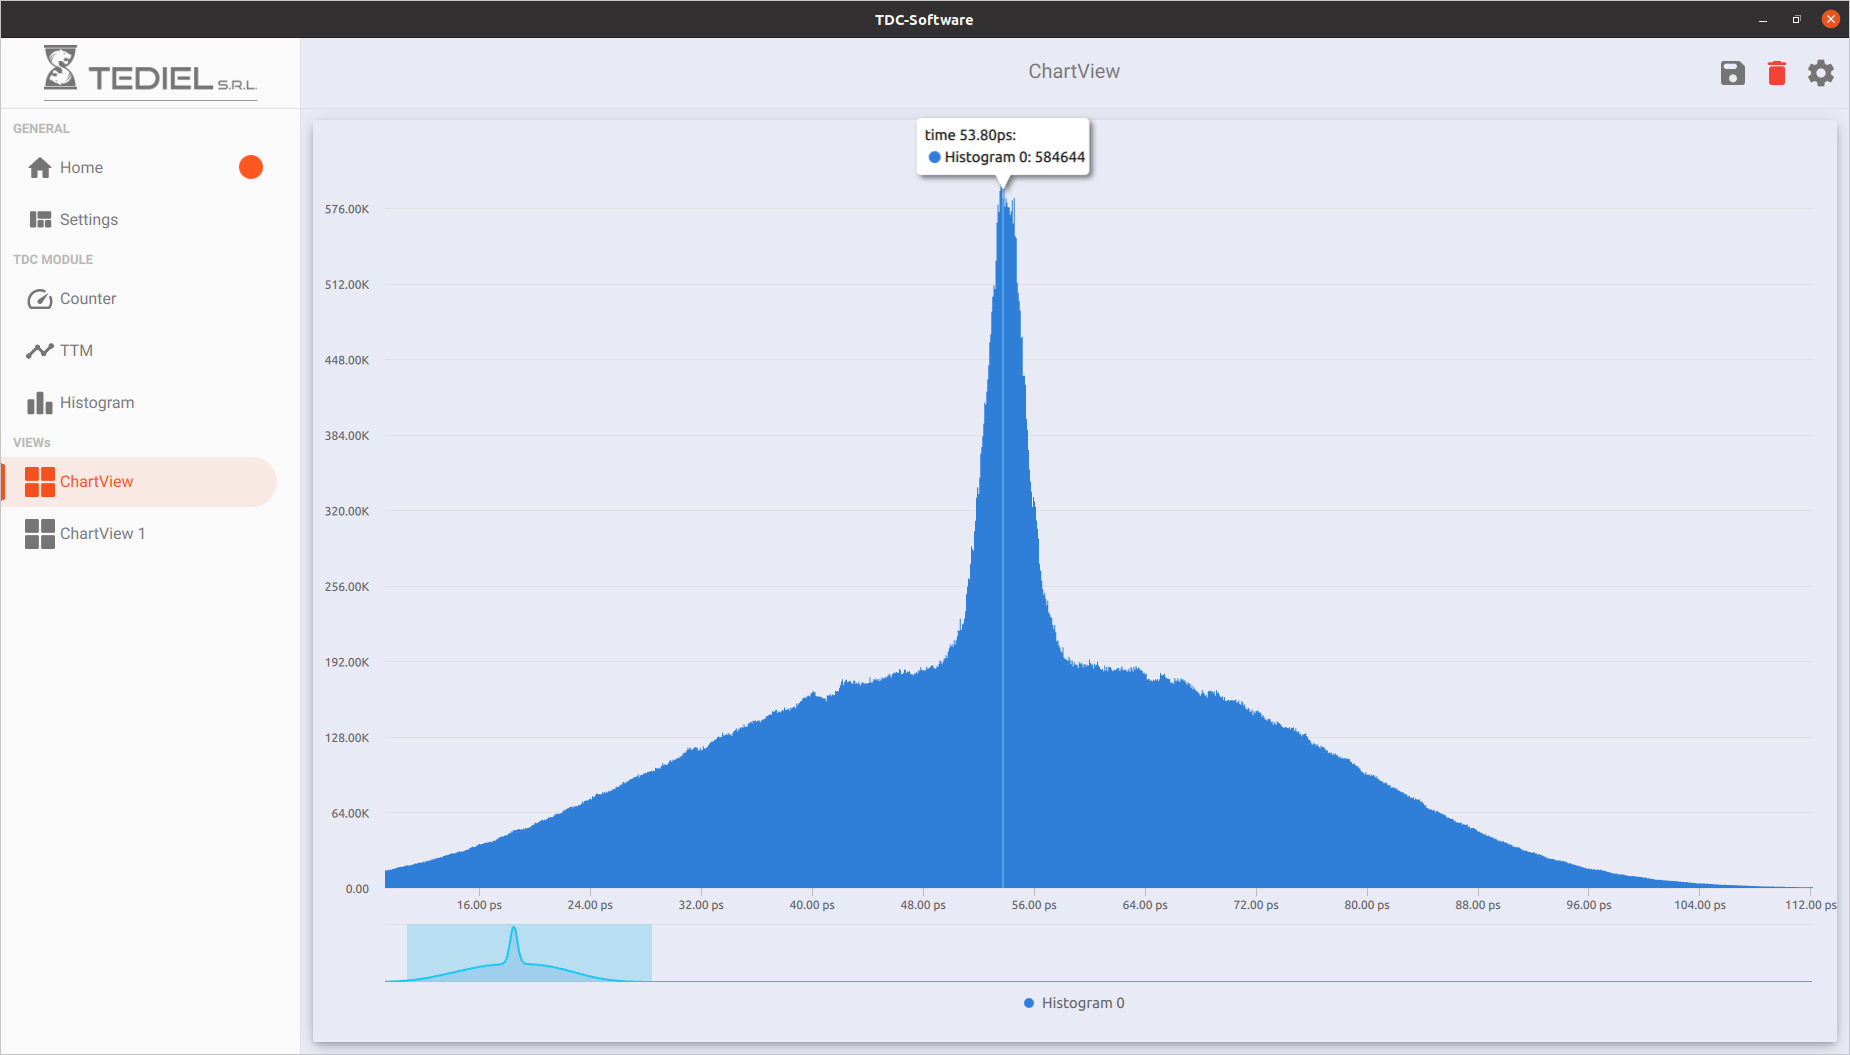 TDC-Software
TEDIEL S.R.L.
ChartView
GENERAL
Home
Settings
TDC MODULE
Counter
TTM
Histogram
VIEWs
ChartView
ChartView 1
time 53.80ps:
Histogram 0: 584644
576.00K
512.00K
448.00K
384.00K
320.00K
256.00K
192.00K
128.00K
64.00K
0.00
16.00 ps 24.00 ps 32.00 ps 40.00 ps 48.00 ps 56.00 ps 64.00 ps 72.00 ps 80.00 ps 88.00 ps 96.00 ps 104.00 ps 112.00 ps
Histogram 0